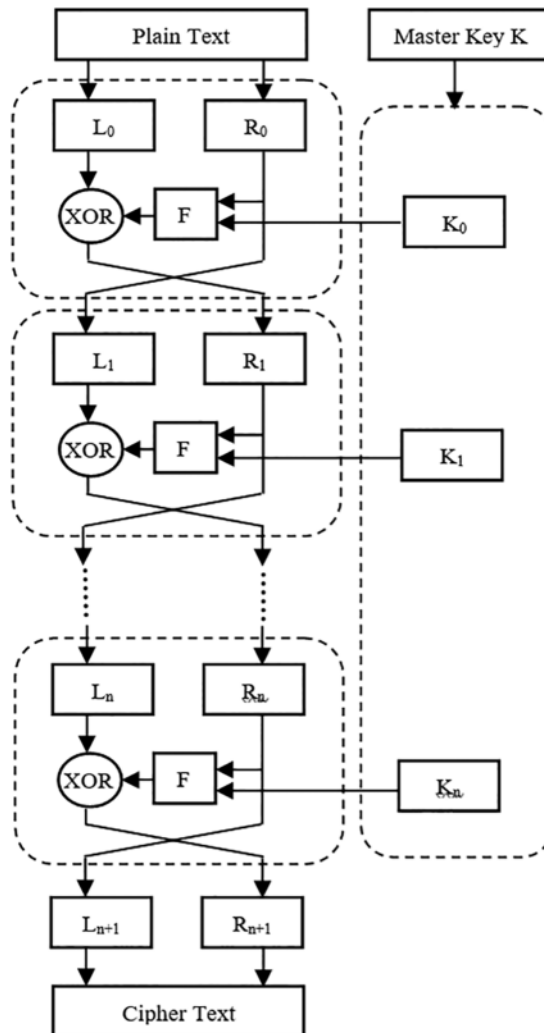 Plain Text
Master Key K
L₀
R₀
XOR
F
K₀
L₁
R₁
XOR
F
K₁
Lₙ
Rₙ
XOR
F
Kₙ
Lₙ₊₁
Rₙ₊₁
Cipher Text